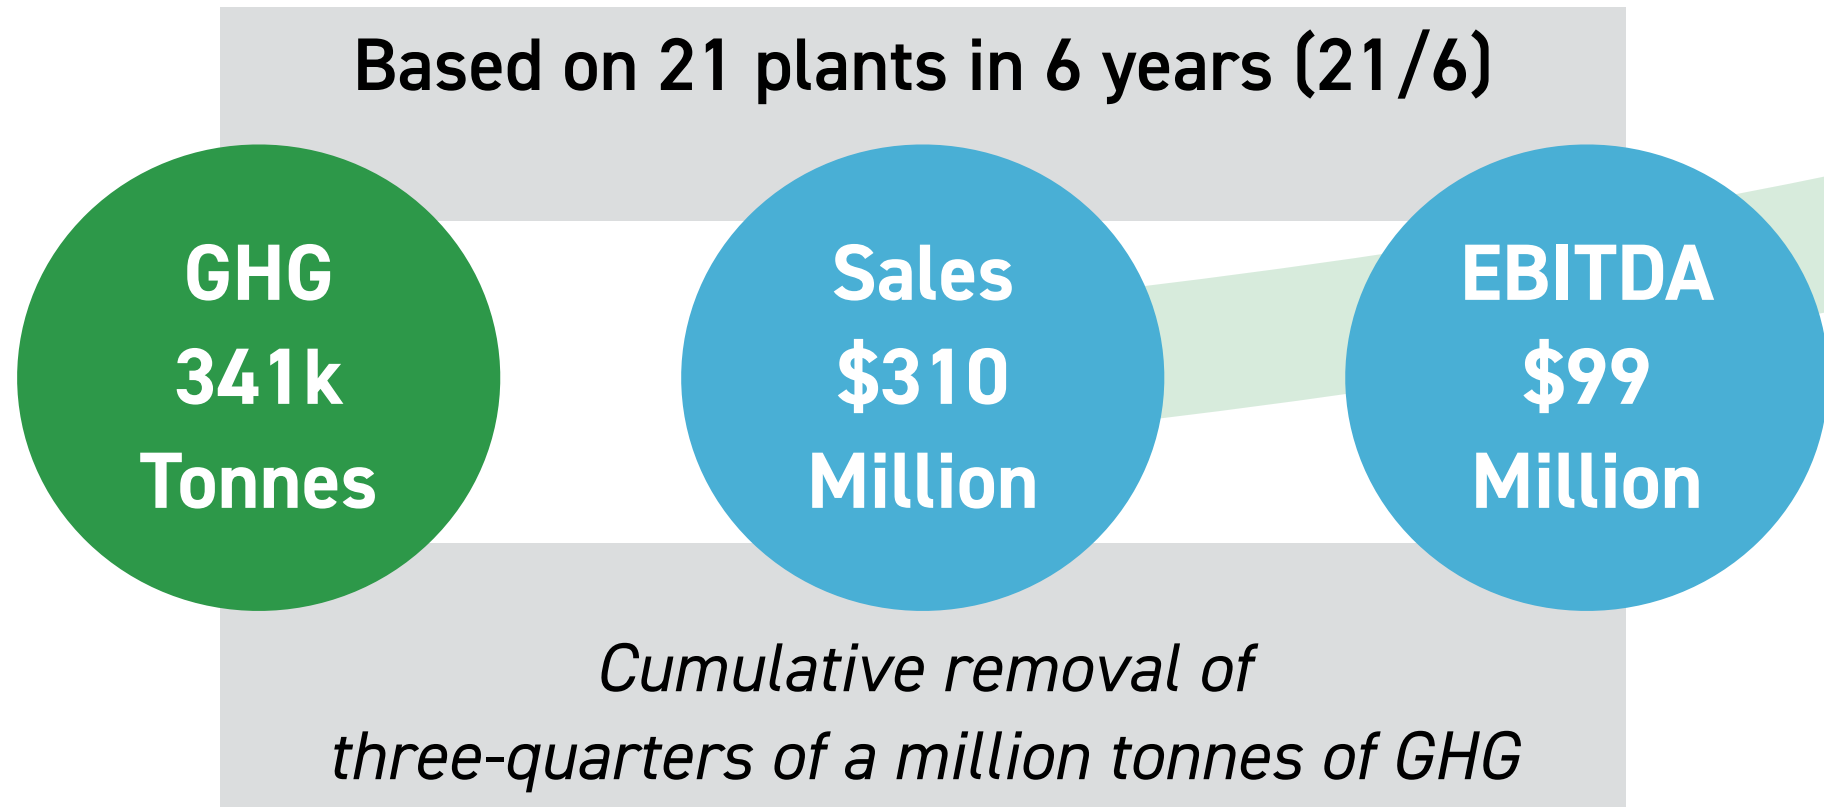 Based on 21 plants in 6 years (21/6)
GHG
341k
Tonnes
Sales
$310
Million
EBITDA
$99
Million
Cumulative removal of
three-quarters of a million tonnes of GHG